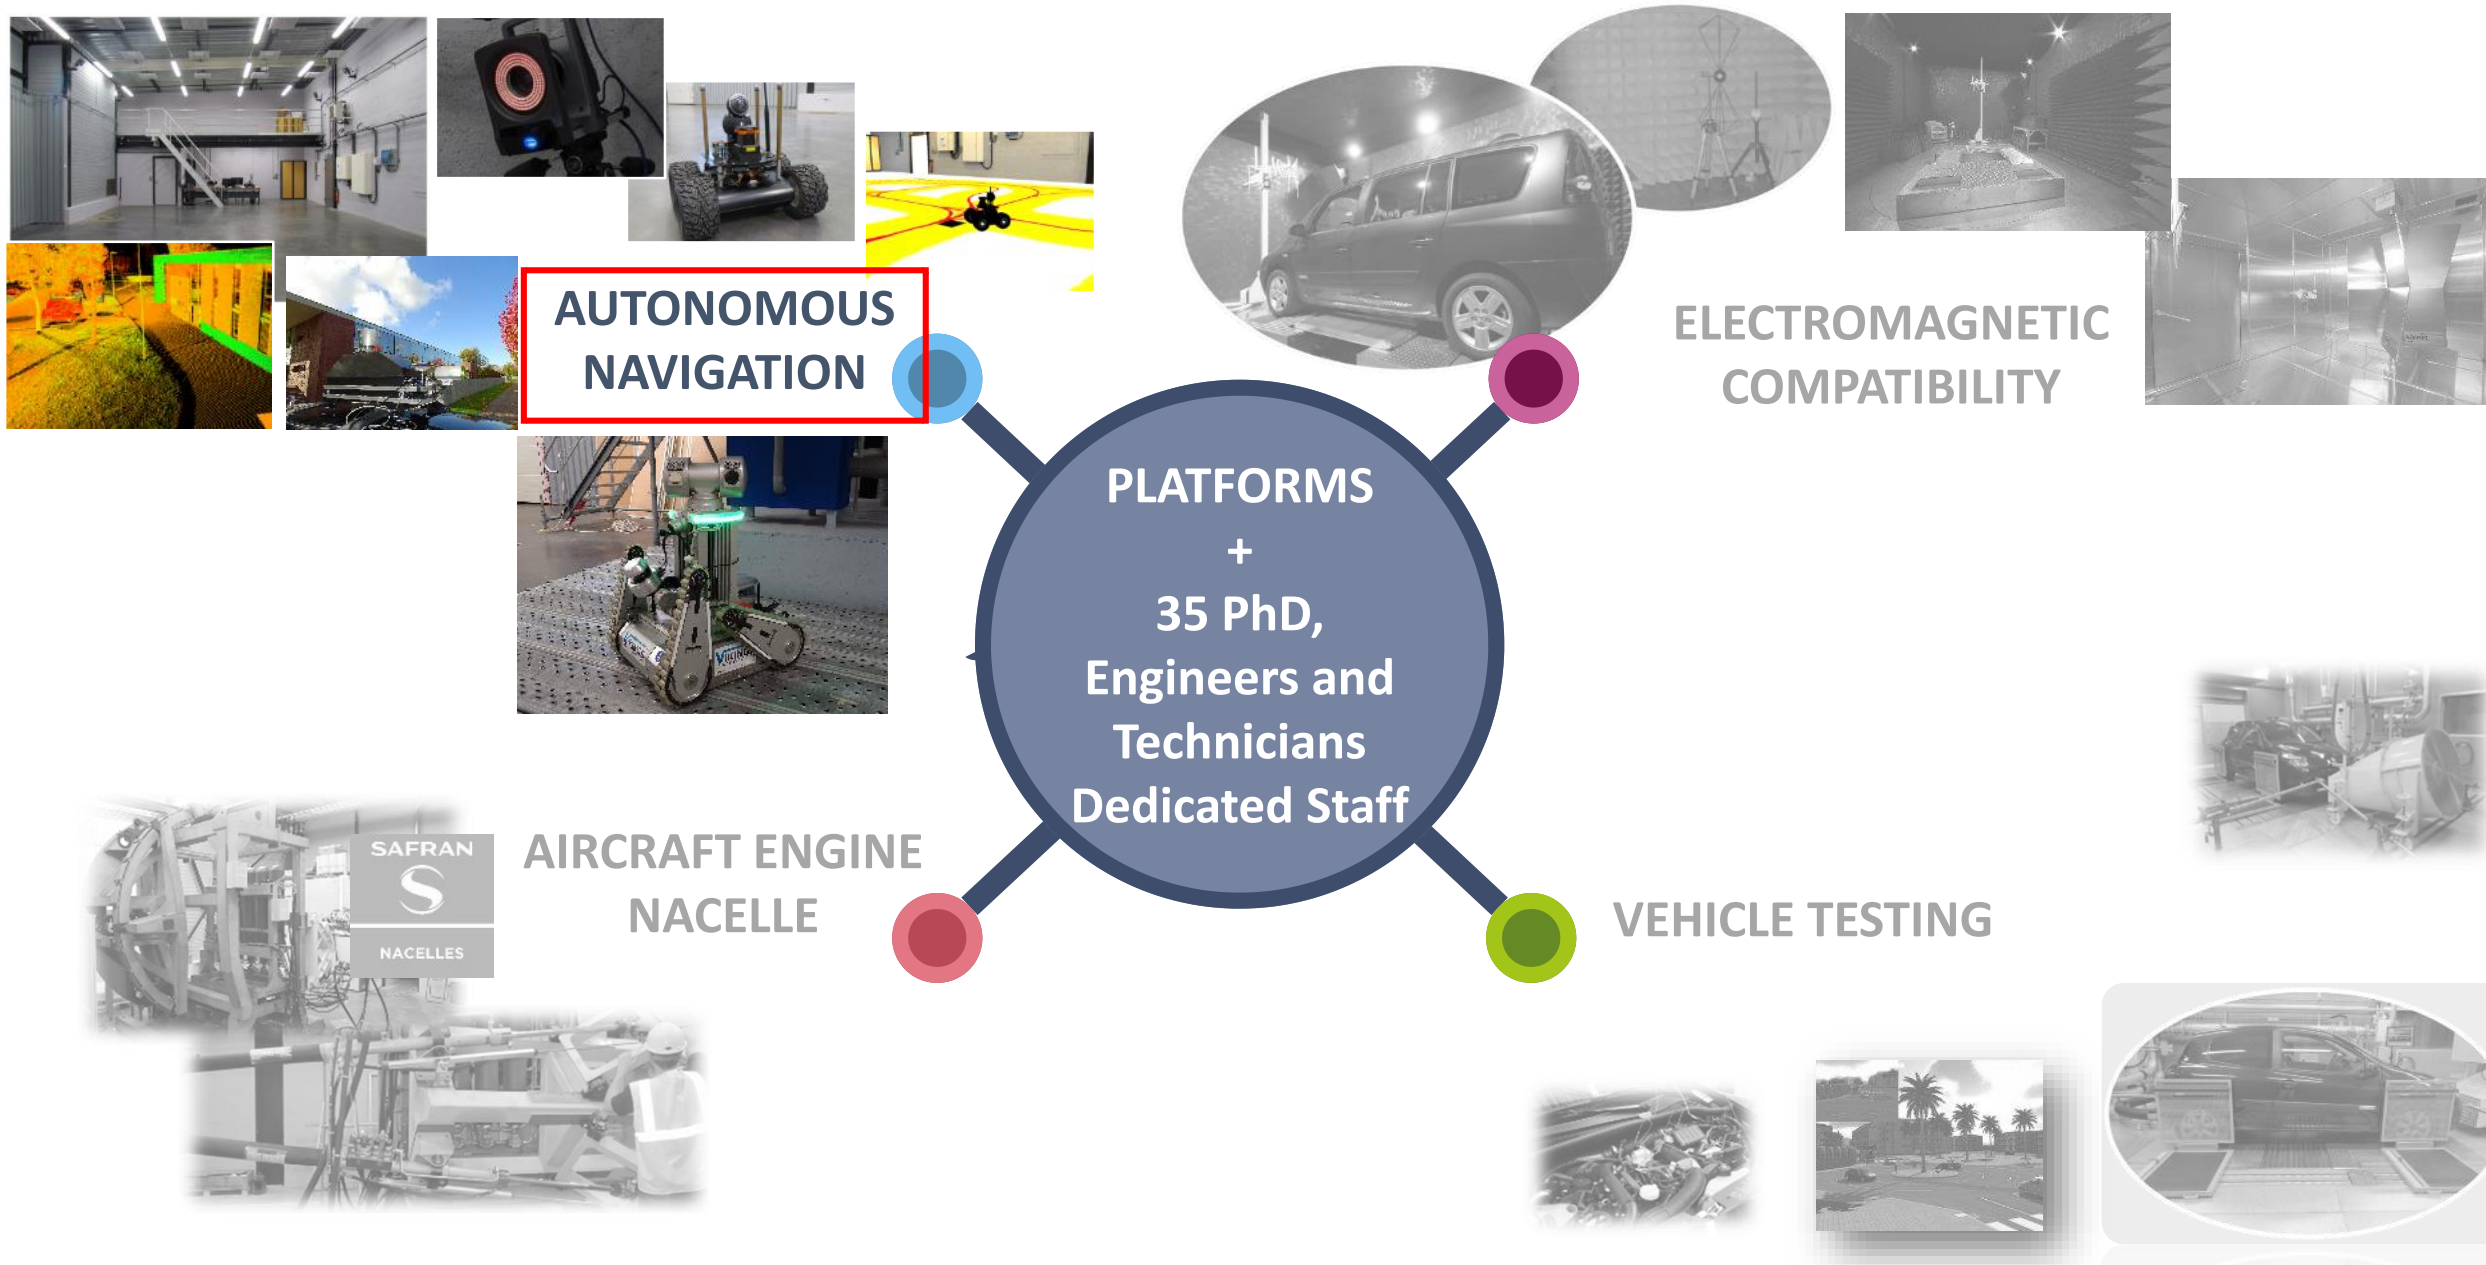 AUTONOMOUS
NAVIGATION
ELECTROMAGNETIC
COMPATIBILITY
PLATFORMS
+
35 PhD,
Engineers and
Technicians
Dedicated Staff
SAFRAN
NACELLES
AIRCRAFT ENGINE
NACELLE
VEHICLE TESTING